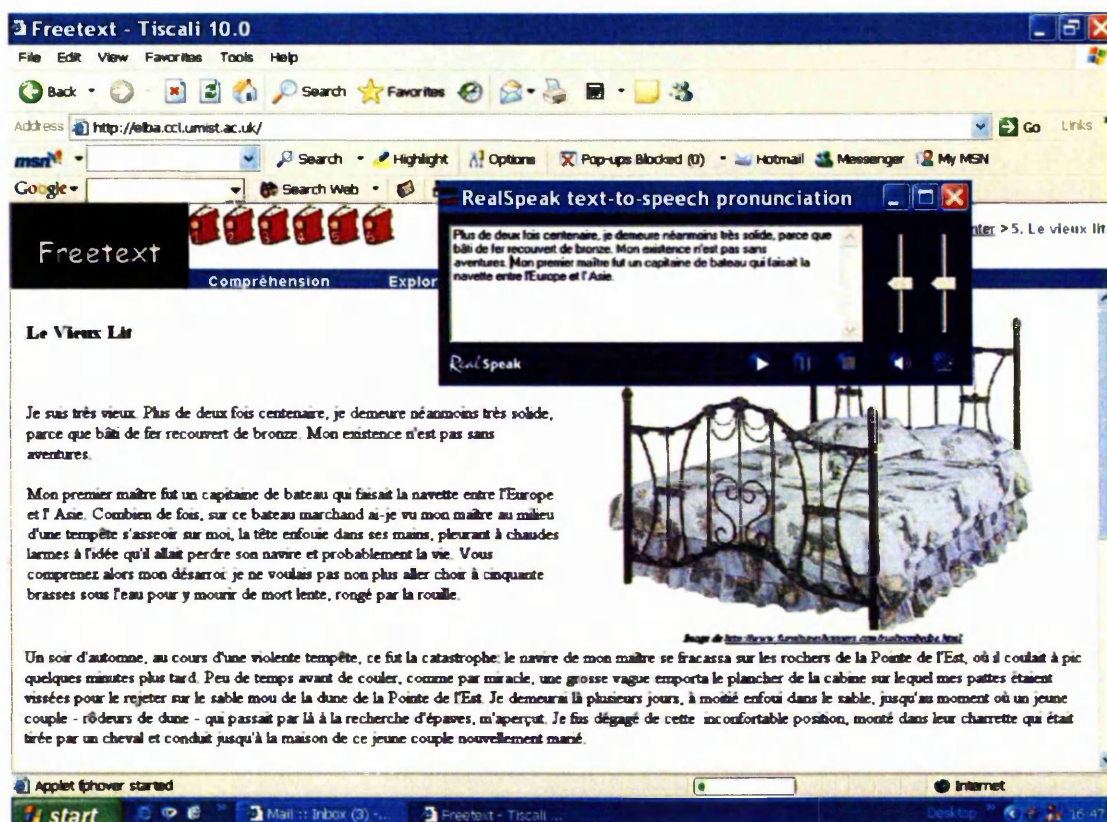 Freetext - Tiscali 10.0
File Edit View Favorites Tools Help
Back Search Favorites
Address http://elba.ccl.umist.ac.uk/ Go Links
msn Search Highlight Options Pop-ups Blocked (0) Hotmail Messenger My MSN
Google Search Web
RealSpeak text-to-speech pronunciation
Plus de deux fois centenaire, je demeure néanmoins très solide, parce que
bâti de fer recouvert de bronze. Mon existence n'est pas sans
aventures. Mon premier maître fut un capitaine de bateau qui faisait la
navette entre l'Europe et l'Asie.
RealSpeak
Freetext
nter > 5. Le vieux lit
Compréhension Explor
Le Vieux Lit
Je suis très vieux. Plus de deux fois centenaire, je demeure néanmoins très solide,
parce que bâti de fer recouvert de bronze. Mon existence n'est pas sans
aventures.
Mon premier maître fut un capitaine de bateau qui faisait la navette entre l'Europe
et l' Asie. Combien de fois, sur ce bateau marchand ai-je vu mon maître au milieu
d'une tempête s'asseoir sur moi, la tête enfouie dans ses mains, pleurant à chaudes
larmes à l'idée qu'il allait perdre son navire et probablement la vie. Vous
comprenez alors mon désarroi: je ne voulais pas non plus aller choir à cinquante
brasses sous l'eau pour y mourir de mort lente, rongé par la rouille.
Image de
Un soir d'automne, au cours d'une violente tempête, ce fut la catastrophe: le navire de mon maître se fracassa sur les rochers de la Pointe de l'Est, où il coulait à pic
quelques minutes plus tard. Peu de temps avant de couler, comme par miracle, une grosse vague emporta le plancher de la cabine sur lequel mes pattes étaient
vissées pour le rejeter sur le sable mou de la dune de la Pointe de l'Est. Je demeurai là plusieurs jours, à moitié enfoui dans le sable, jusqu'au moment où un jeune
couple - rôdeurs de dune - qui passait par là à la recherche d'épaves, m'aperçut. Je fus dégagé de cette inconfortable position, monté dans leur charrette qui était
tirée par un cheval et conduit jusqu'à la maison de ce jeune couple nouvellement marié.
Applet fphover started Internet
start Mail :: Inbox (3) -... Freetext - Tiscali ... Desktop 16:47